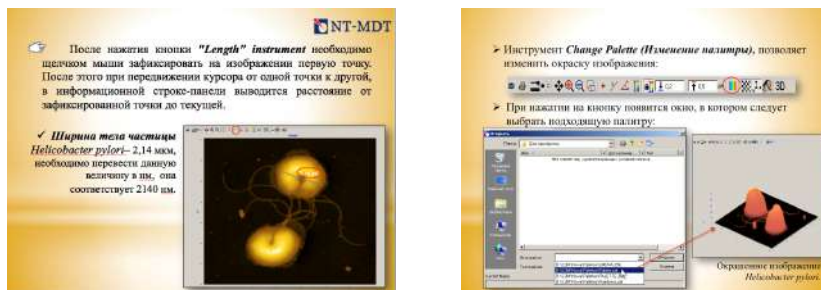 NT-MDT
После нажатия кнопки "Length" instrument необходимо
щелчком мыши зафиксировать на изображении первую точку.
После этого при передвижении курсора от одной точки к другой,
в информационной строке-панели выводится расстояние от
зафиксированной точки до текущей.
✓ Ширина тела частицы
Helicobacter pylori– 2,14 мкм,
необходимо перевести данную
величину в нм, она
соответствует 2140 нм.
➢ Инструмент Change Palette (Изменение палитры), позволяет
изменить окраску изображения:
3D
➢ При нажатии на кнопку появится окно, в котором следует
выбрать подходящую палитру:
Окрашенное изображение
Helicobacter pylori.